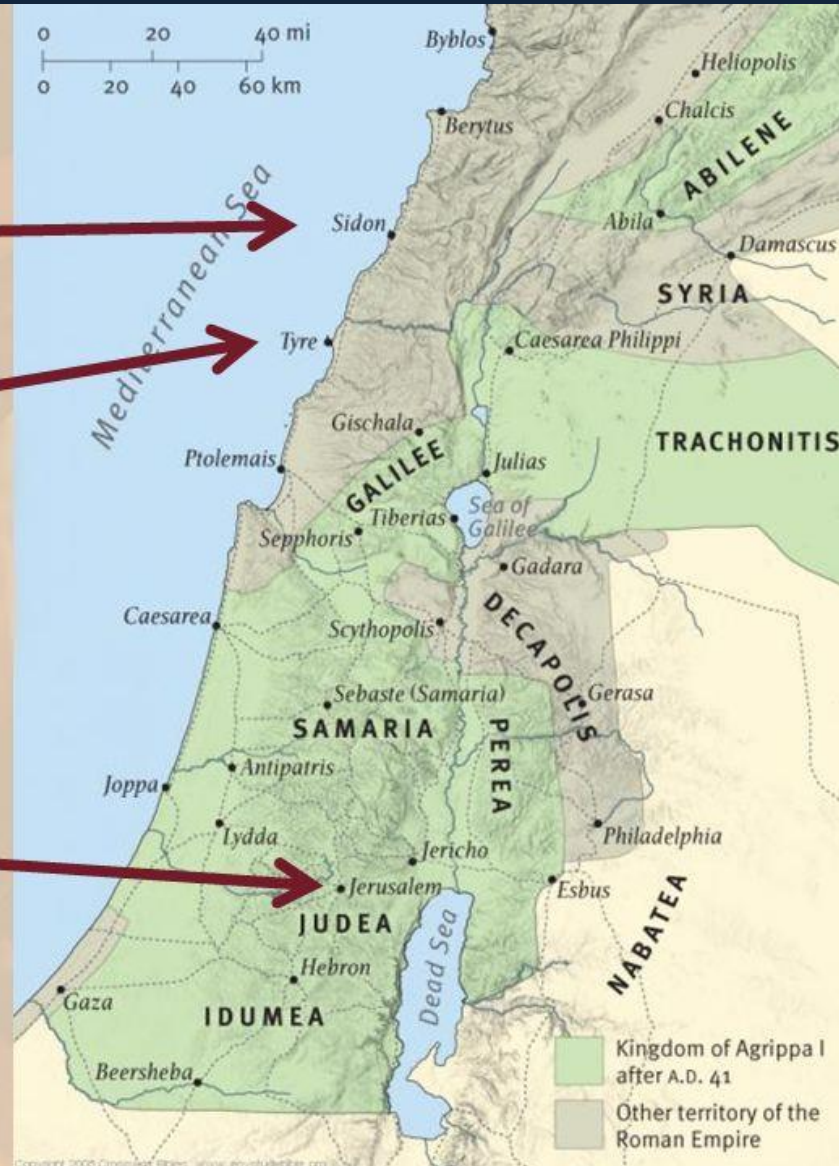 0 20 40 mi
0 20 40 60 km
Byblos
Heliopolis
Chalcis
Berytus
ABILENE
Mediterranean Sea
Sidon
Abila
Damascus
SYRIA
Tyre
Caesarea Philippi
Gischala
TRACHONITIS
Ptolemais
GALILEE
Julias
Tiberias
Sea of
Galilee
Sepphoris
Gadara
DECAPOLIS
Caesarea
Scythopolis
Sebaste (Samaria)
Gerasa
SAMARIA
PEREA
Antipatris
Joppa
Lydda
Philadelphia
Jericho
Jerusalem
Esbus
JUDEA
NABATEA
Dead Sea
Hebron
Gaza
IDUMEA
Beersheba
Kingdom of Agrippa I
after A.D. 41
Other territory of the
Roman Empire